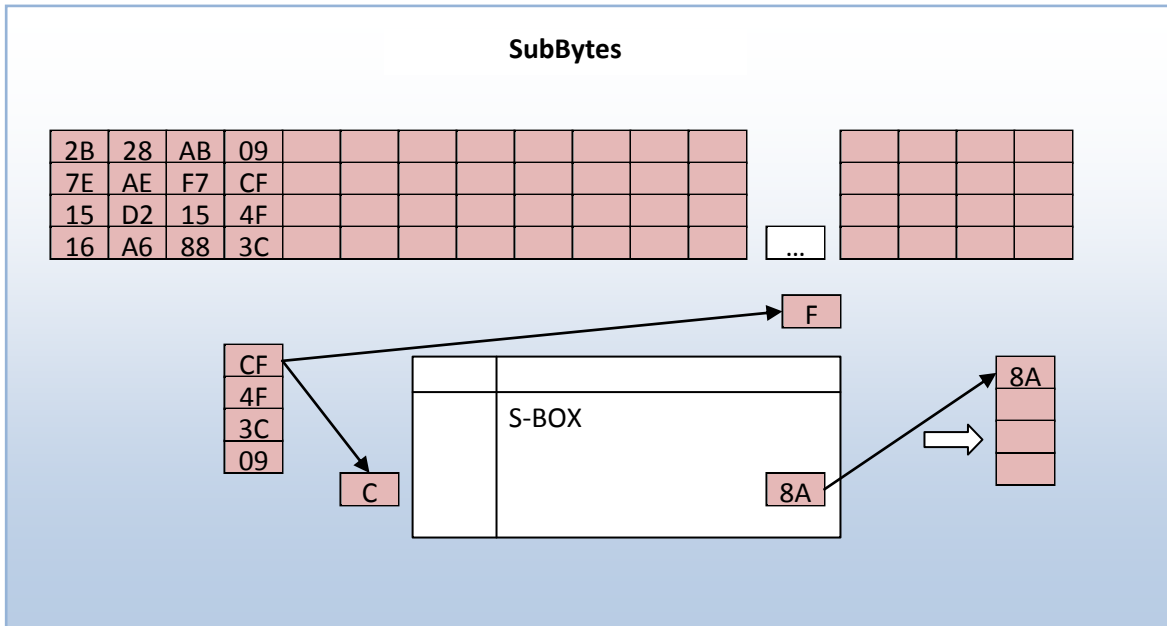 SubBytes
2B 28 AB 09
7E AE F7 CF
15 D2 15 4F
16 A6 88 3C ...
F
CF
4F
3C
09
C
S-BOX
8A
8A